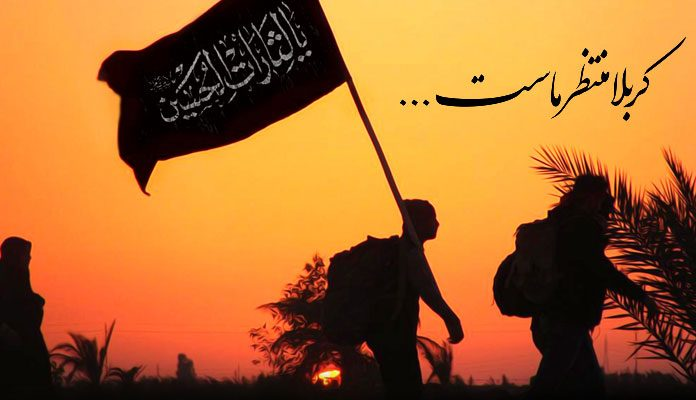 یا لثارات الحسین
کربلا منتظر ماست ...